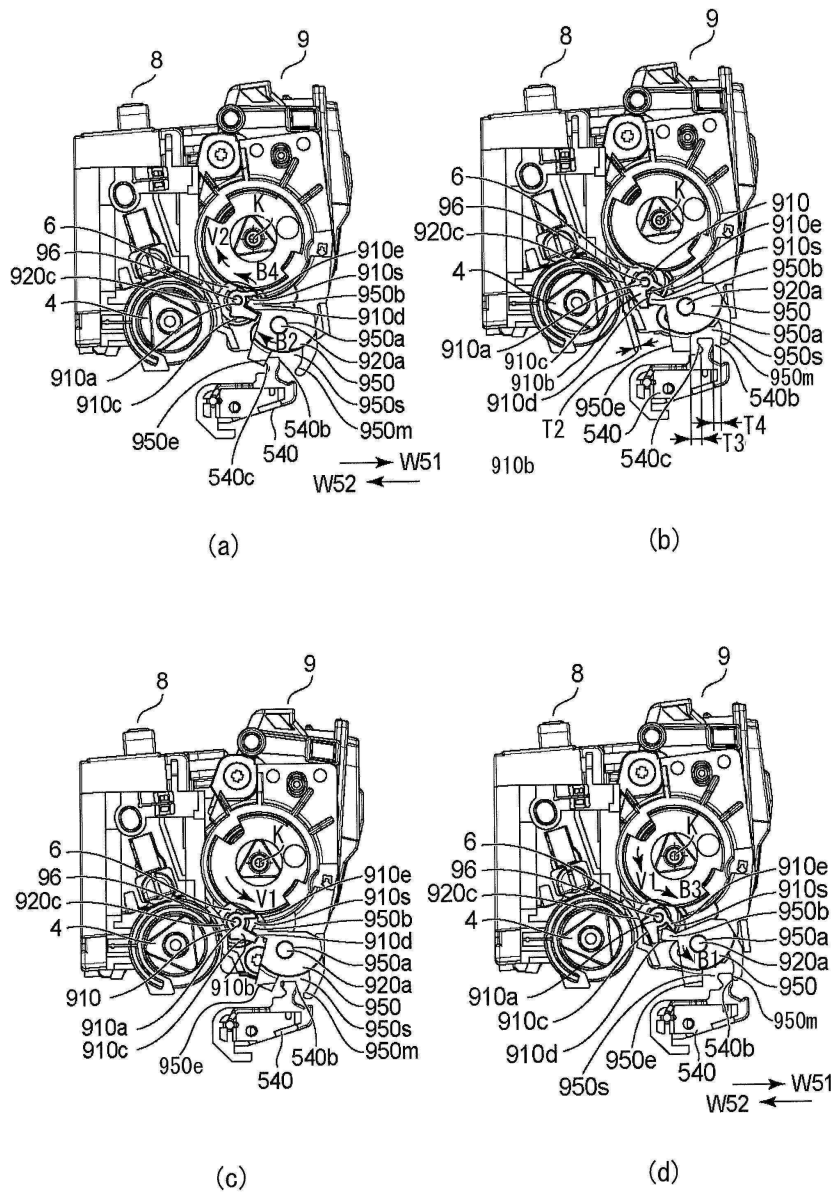 9
8
6
96
920c
4
910a
910c
K
V2
B4
910e
910s
950b
910d
950a
B2
920a
950
950s
950m
950e
540b
540
540c
W51
W52
(a)
9
8
6
96
920c
4
910a
910c
910b
910d
T2
950e
540
540c
K
910
910e
910s
950b
920a
950
950a
950s
950m
540b
T4
T3
910b
(b)
9
8
6
96
920c
4
910
910a
910c
K
V1
910e
910s
950b
910d
950a
910b
920a
950
950s
950m
950e
540b
540
(c)
9
8
6
96
920c
4
910a
910c
910d
950s
K
V1
B3
910e
910s
950b
950a
920a
B1
950
950m
950e
540b
540
W51
W52
(d)